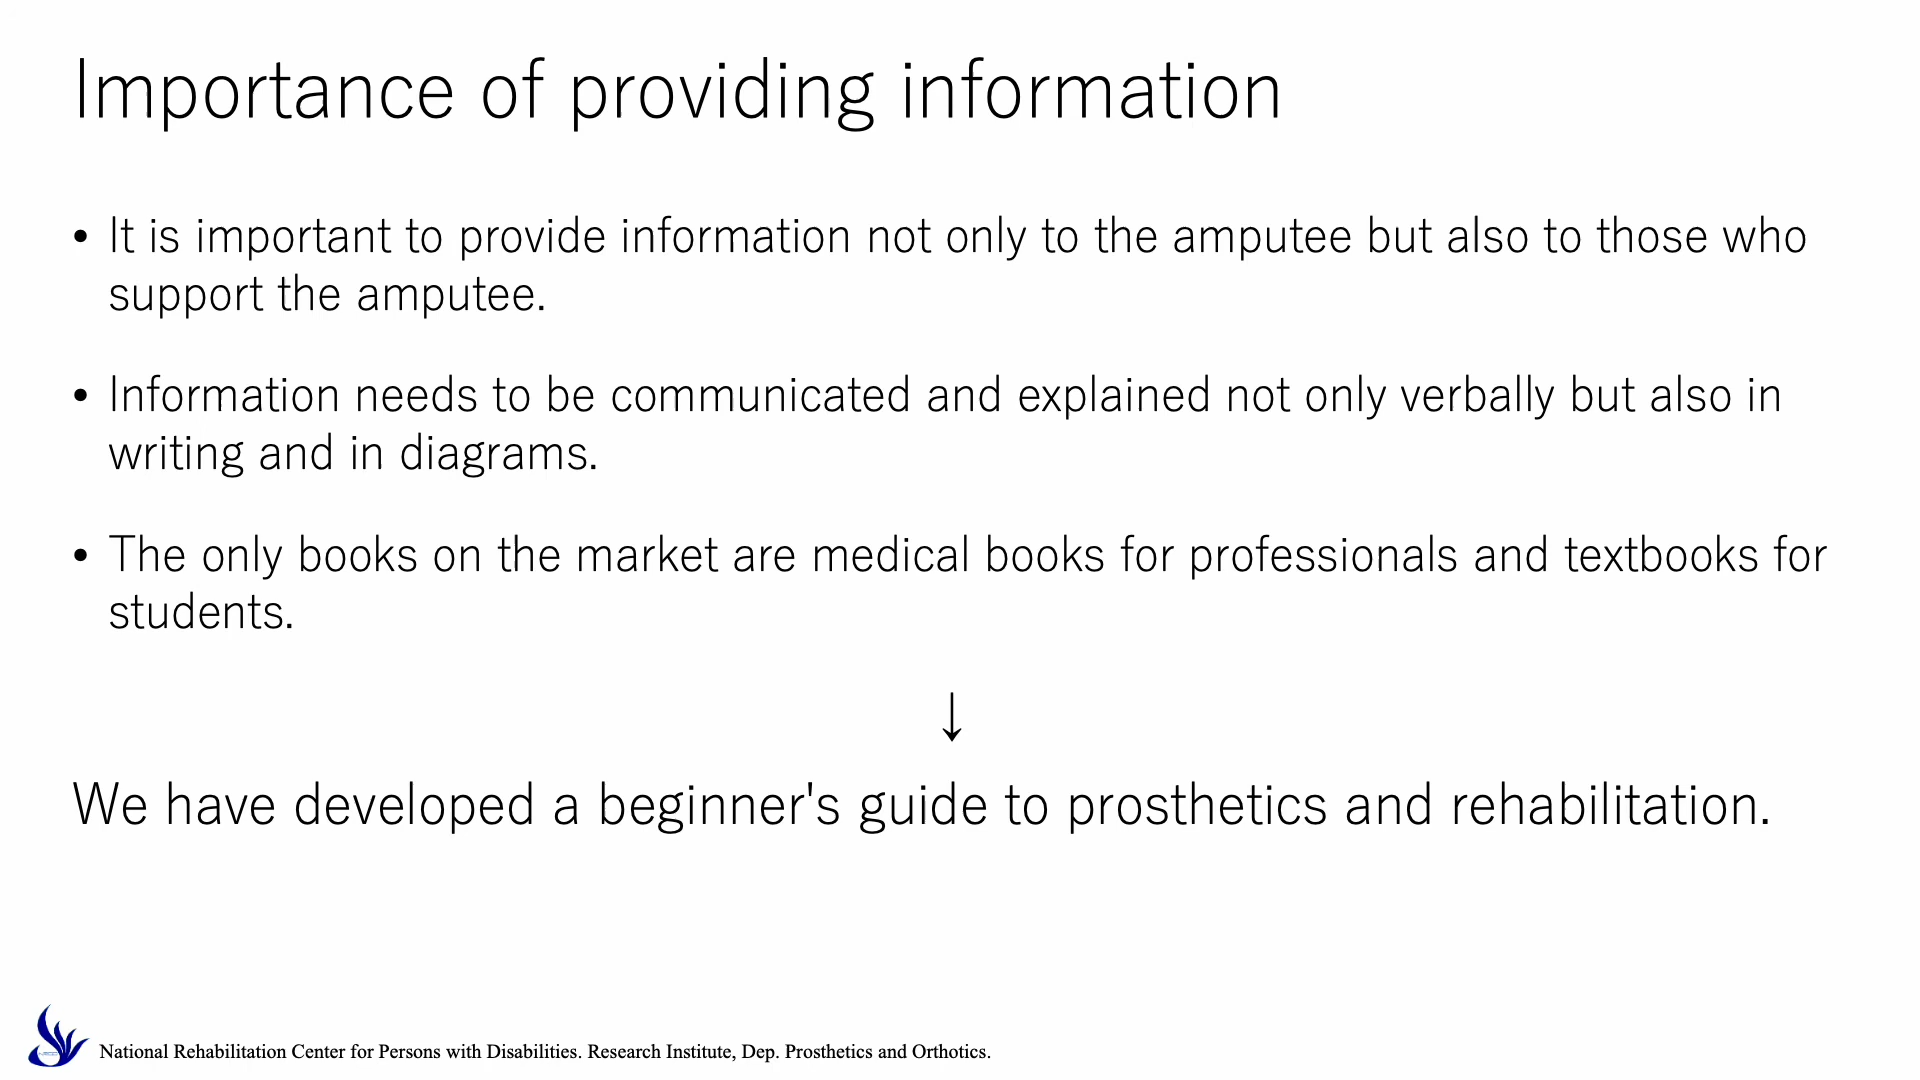 Importance of providing information
• It is important to provide information not only to the amputee but also to those who
support the amputee.
• Information needs to be communicated and explained not only verbally but also in
writing and in diagrams.
• The only books on the market are medical books for professionals and textbooks for
students.
↓
We have developed a beginner's guide to prosthetics and rehabilitation.
National Rehabilitation Center for Persons with Disabilities. Research Institute, Dep. Prosthetics and Orthotics.